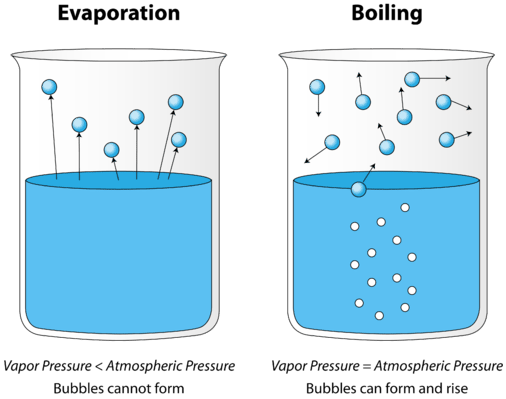 Evaporation
Boiling
Vapor Pressure < Atmospheric Pressure
Bubbles cannot form
Vapor Pressure = Atmospheric Pressure
Bubbles can form and rise